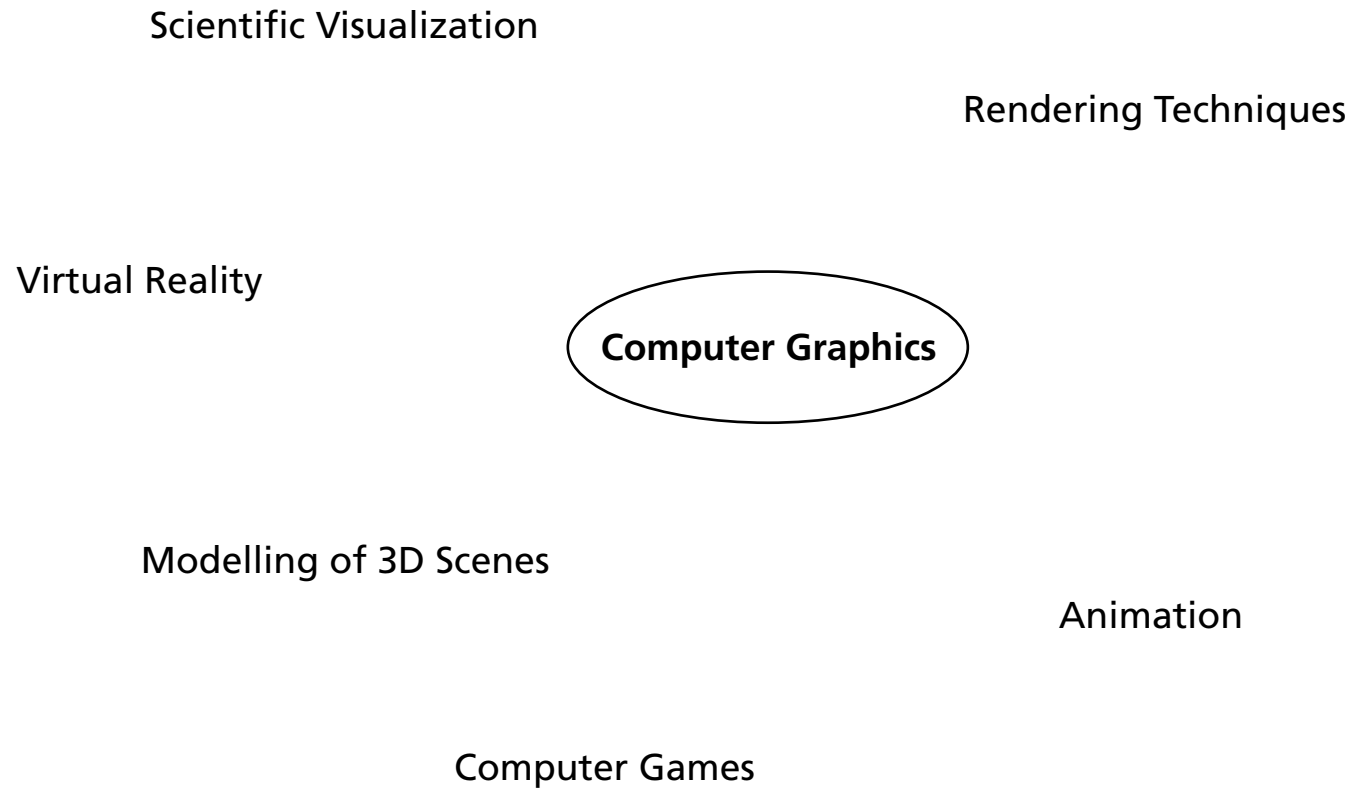 Scientific Visualization
Rendering Techniques
Virtual Reality
Computer Graphics
Modelling of 3D Scenes
Animation
Computer Games